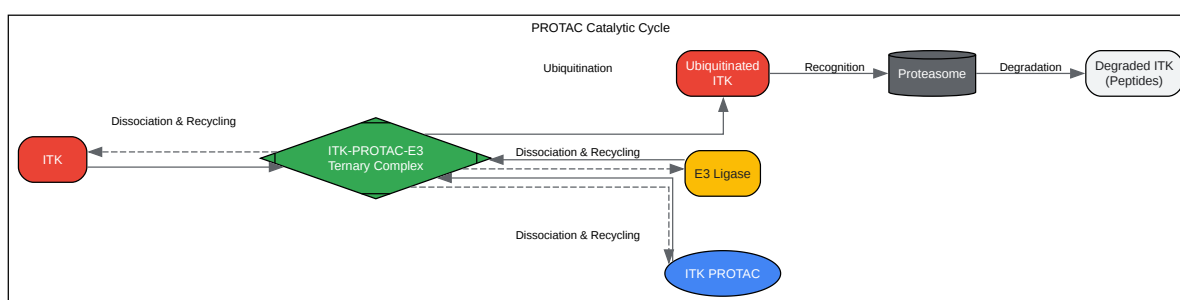 PROTAC Catalytic Cycle
Ubiquitination
Ubiquitinated
ITK
Recognition
Proteasome
Degradation
Degraded ITK
(Peptides)
Dissociation & Recycling
ITK
ITK-PROTAC-E3
Ternary Complex
Dissociation & Recycling
E3 Ligase
Dissociation & Recycling
ITK PROTAC